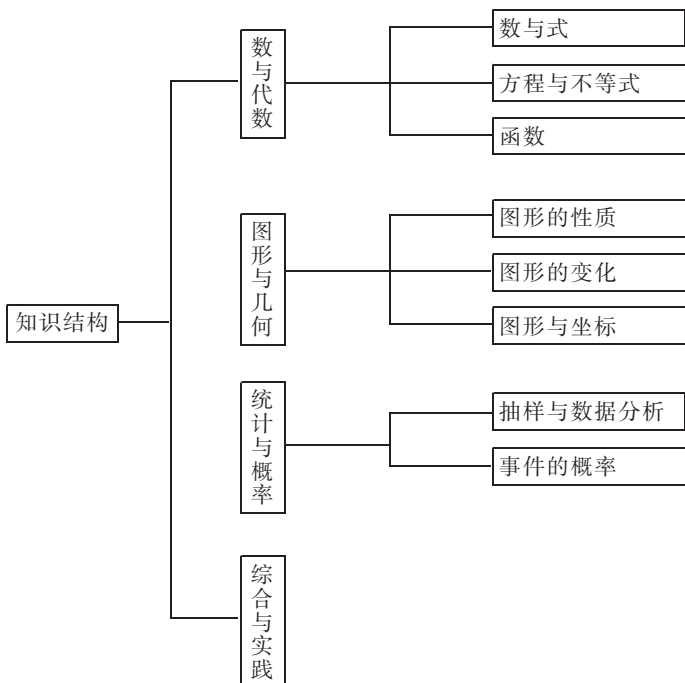 知识结构
数与代数
数与式
方程与不等式
函数
图形与几何
图形的性质
图形的变化
图形与坐标
统计与概率
抽样与数据分析
事件的概率
综合与实践